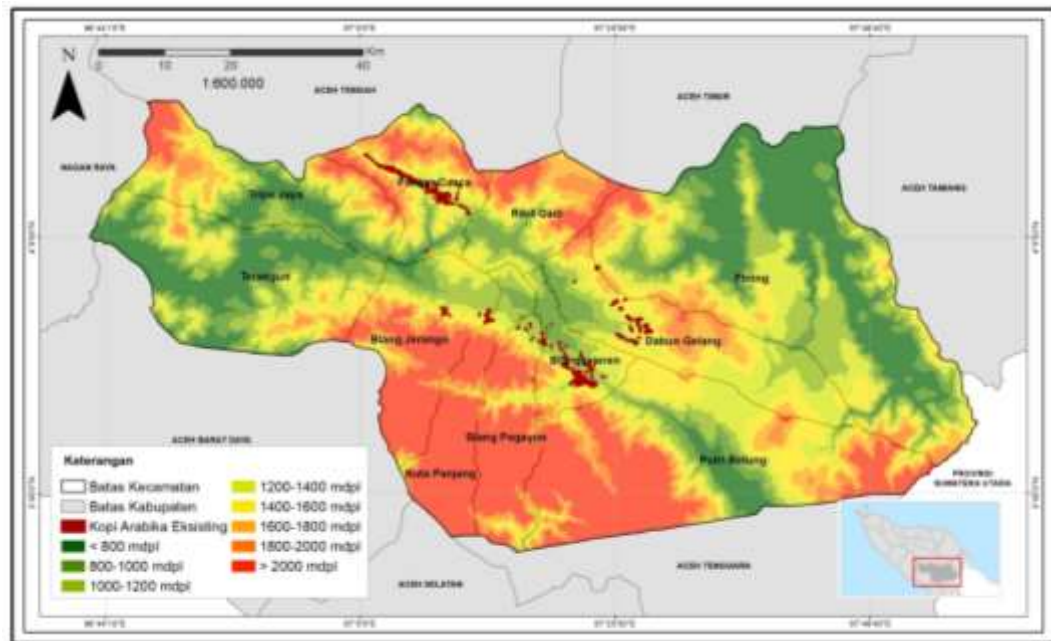 N
Km
0 10 20 40
1:600.000
ACEH TENGAH
ACEH TIMUR
NAGAN RAYA
ACEH TAMIANG
Tripe Jaya
Rikit Gaib
Terangun
Pining
Blang Jerango
Dabun Gelang
Blang Pegayon
Kuta Panjang
Putri Betung
ACEH BARAT DAYA
PROVINSI
SUMATERA UTARA
ACEH SELATAN
ACEH TENGGARA
Keterangan
Batas Kecamatan
Batas Kabupaten
Kopi Arabika Eksisting
< 800 mdpl
800-1000 mdpl
1000-1200 mdpl
1200-1400 mdpl
1400-1600 mdpl
1600-1800 mdpl
1800-2000 mdpl
> 2000 mdpl